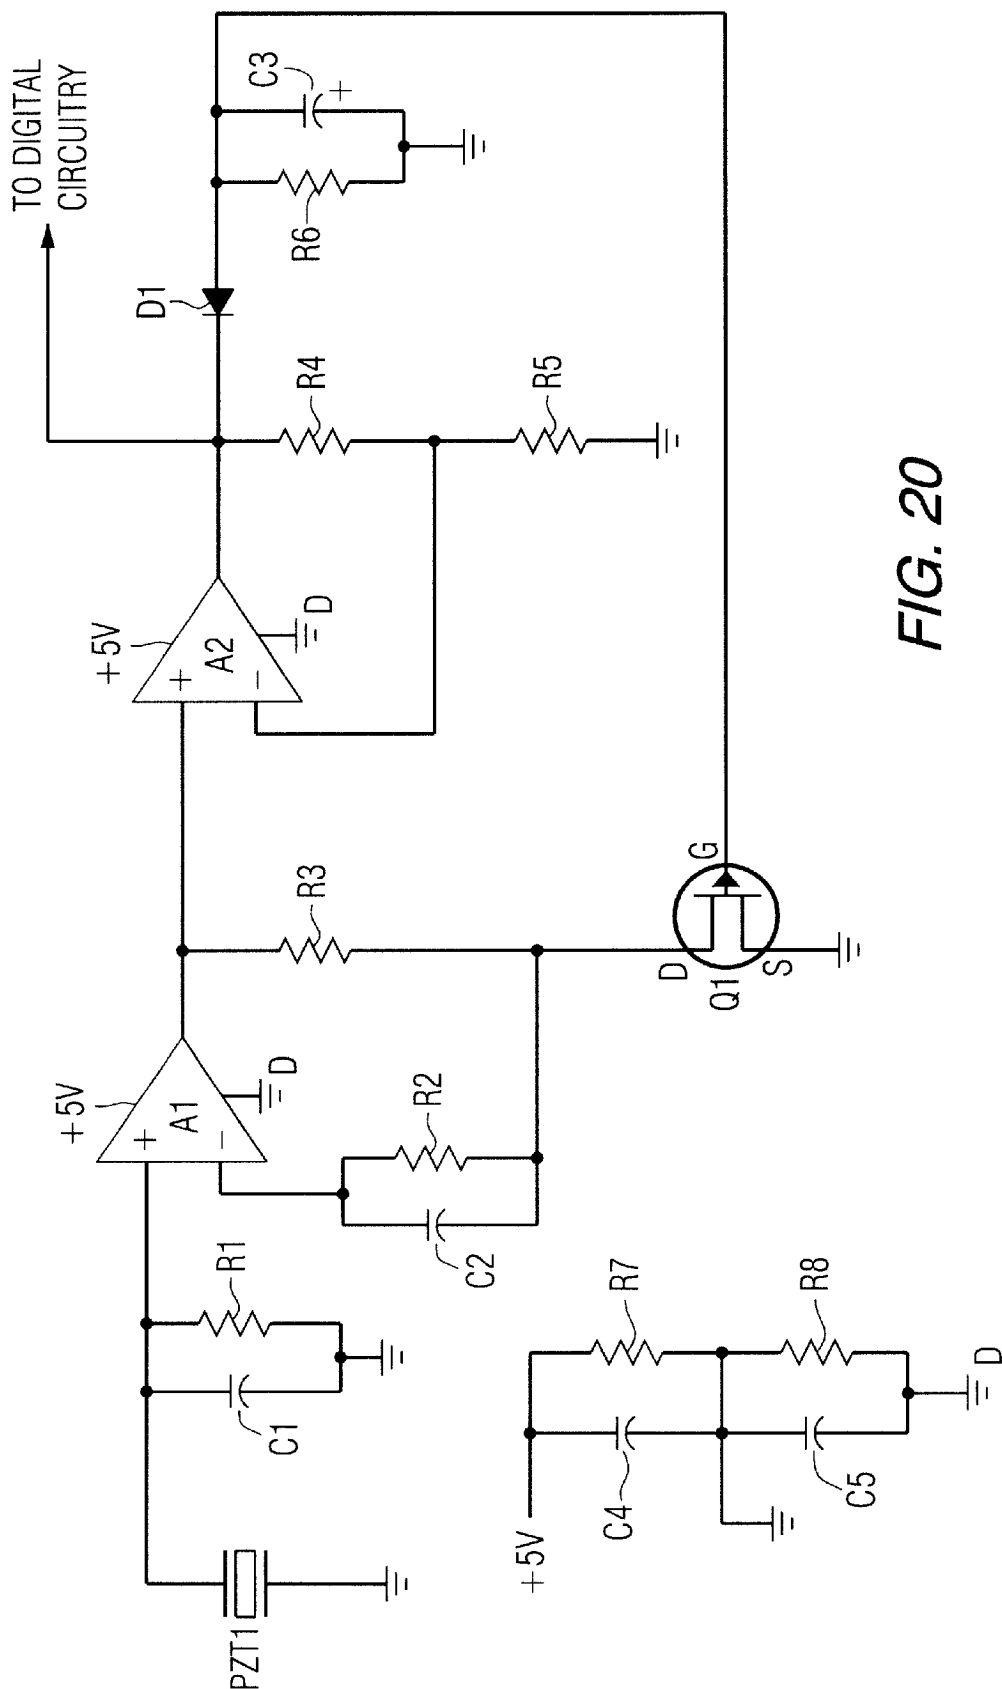 TO DIGITAL
CIRCUITRY
C3
+
R6
D1
R4
R5
+5V
+
A2
−
D
R3
+5V
+
A1
−
D
R2
C2
R1
C1
PZT1
G
D
Q1
S
+5V
R7
C4
R8
C5
D
FIG. 20